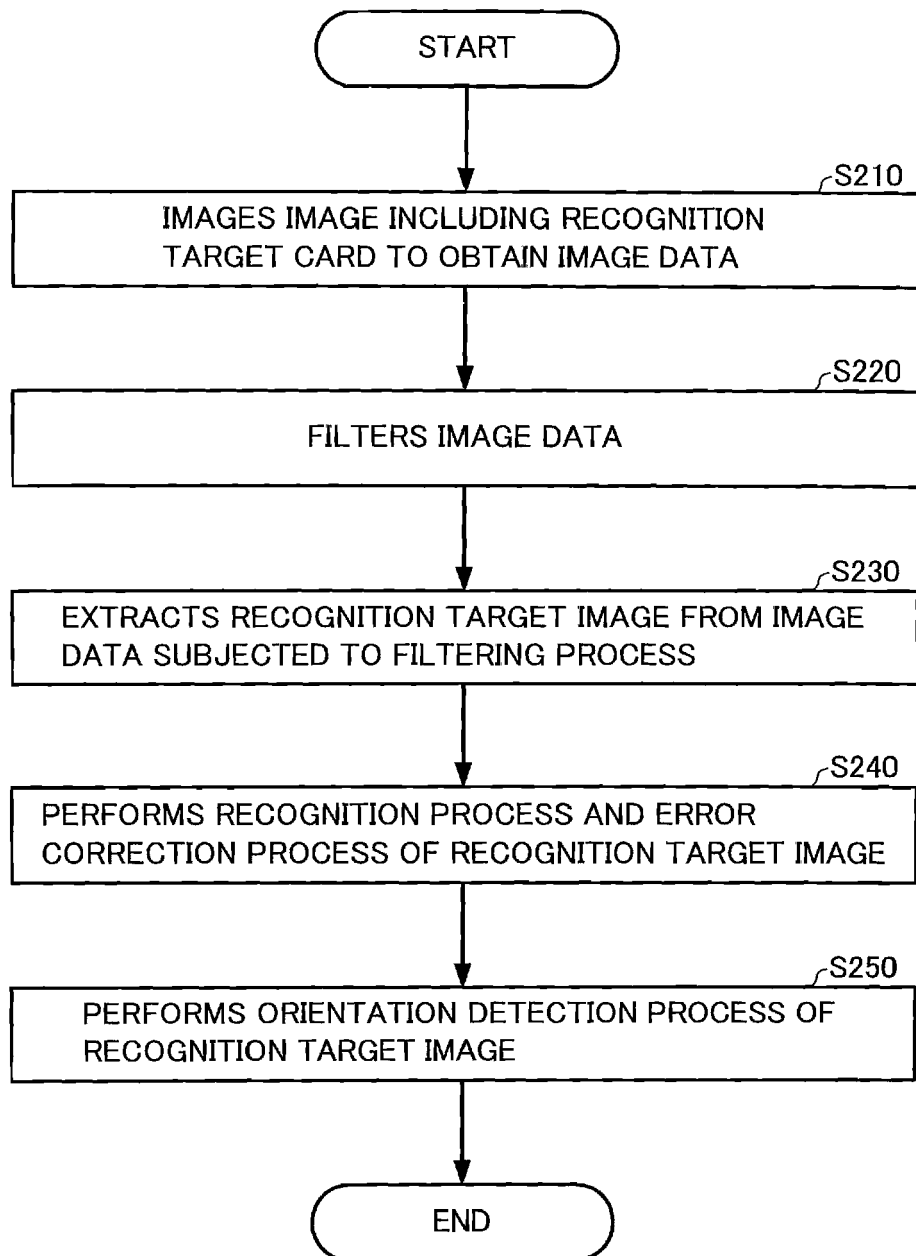 START
S210
IMAGES IMAGE INCLUDING RECOGNITION
TARGET CARD TO OBTAIN IMAGE DATA
S220
FILTERS IMAGE DATA
S230
EXTRACTS RECOGNITION TARGET IMAGE FROM IMAGE
DATA SUBJECTED TO FILTERING PROCESS
S240
PERFORMS RECOGNITION PROCESS AND ERROR
CORRECTION PROCESS OF RECOGNITION TARGET IMAGE
S250
PERFORMS ORIENTATION DETECTION PROCESS OF
RECOGNITION TARGET IMAGE
END